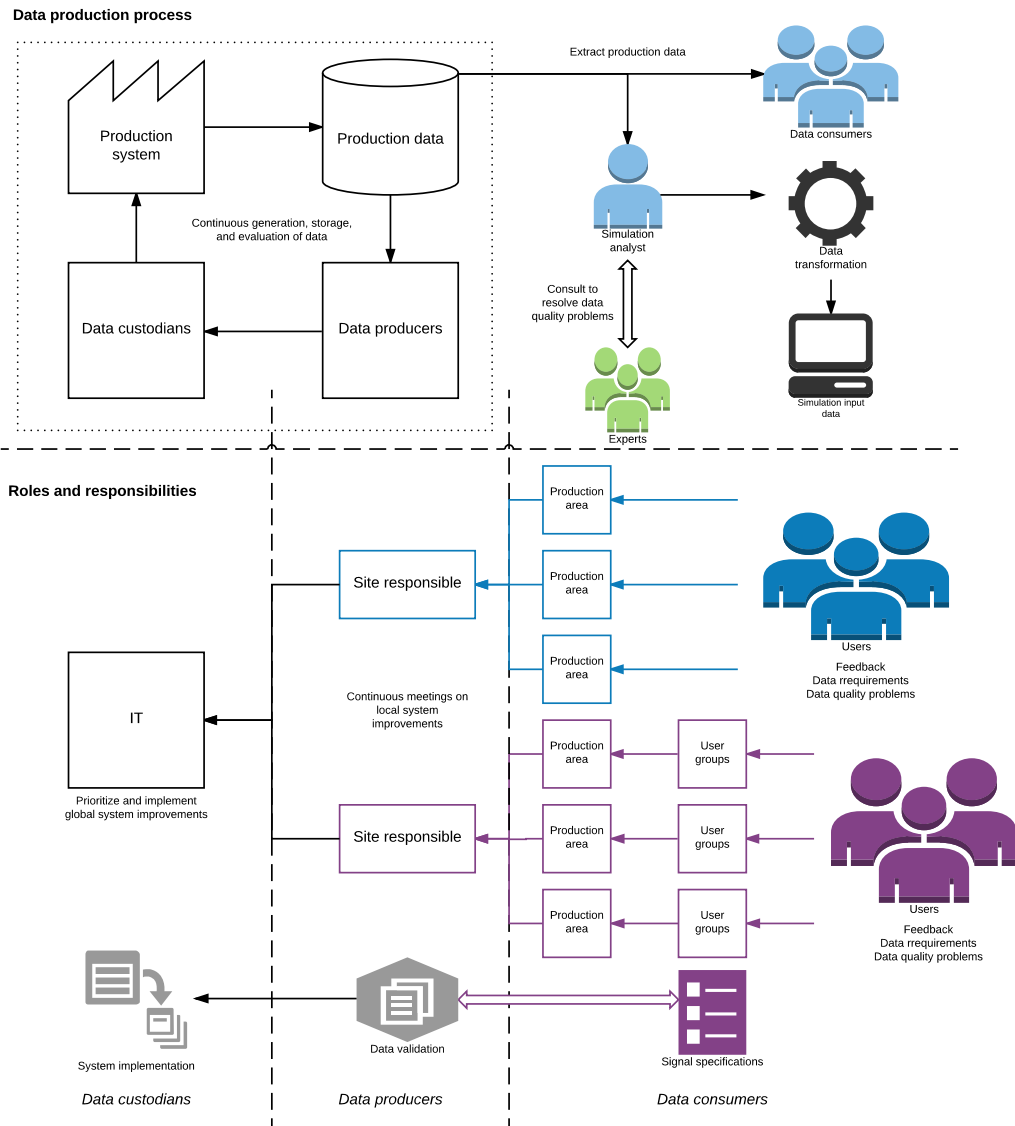 Data production process
Extract production data
Data consumers
Production
system
Production data
Continuous generation, storage,
and evaluation of data
Simulation
analyst
Data
transformation
Consult to
resolve data
quality problems
Data custodians
Data producers
Simulation input
data
Experts
Roles and responsibilities
Production
area
Production
area
Production
area
Site responsible
Users
Feedback
Data rrequirements
Data quality problems
IT
Prioritize and implement
global system improvements
Continuous meetings on
local system
improvements
Production
area
User
groups
Site responsible
Production
area
User
groups
Production
area
User
groups
Users
Feedback
Data rrequirements
Data quality problems
System implementation
Data validation
Signal specifications
Data custodians
Data producers
Data consumers